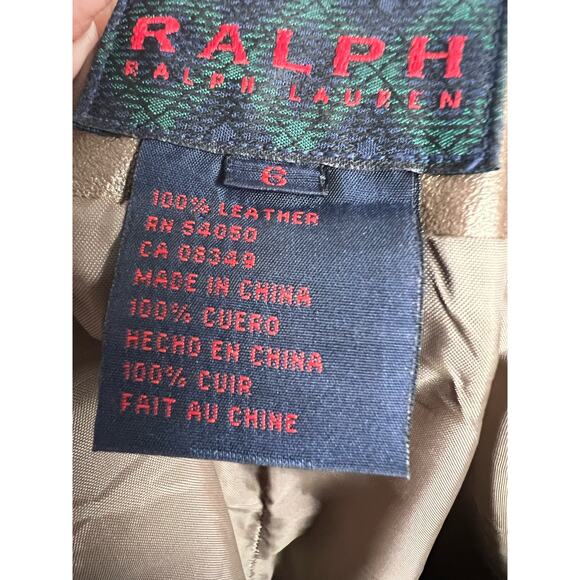 RALPH
RALPH LAUREN
6
100% LEATHER
RN 54050
CA 08349
MADE IN CHINA
100% CUERO
HECHO EN CHINA
100% CUIR
FAIT AU CHINE